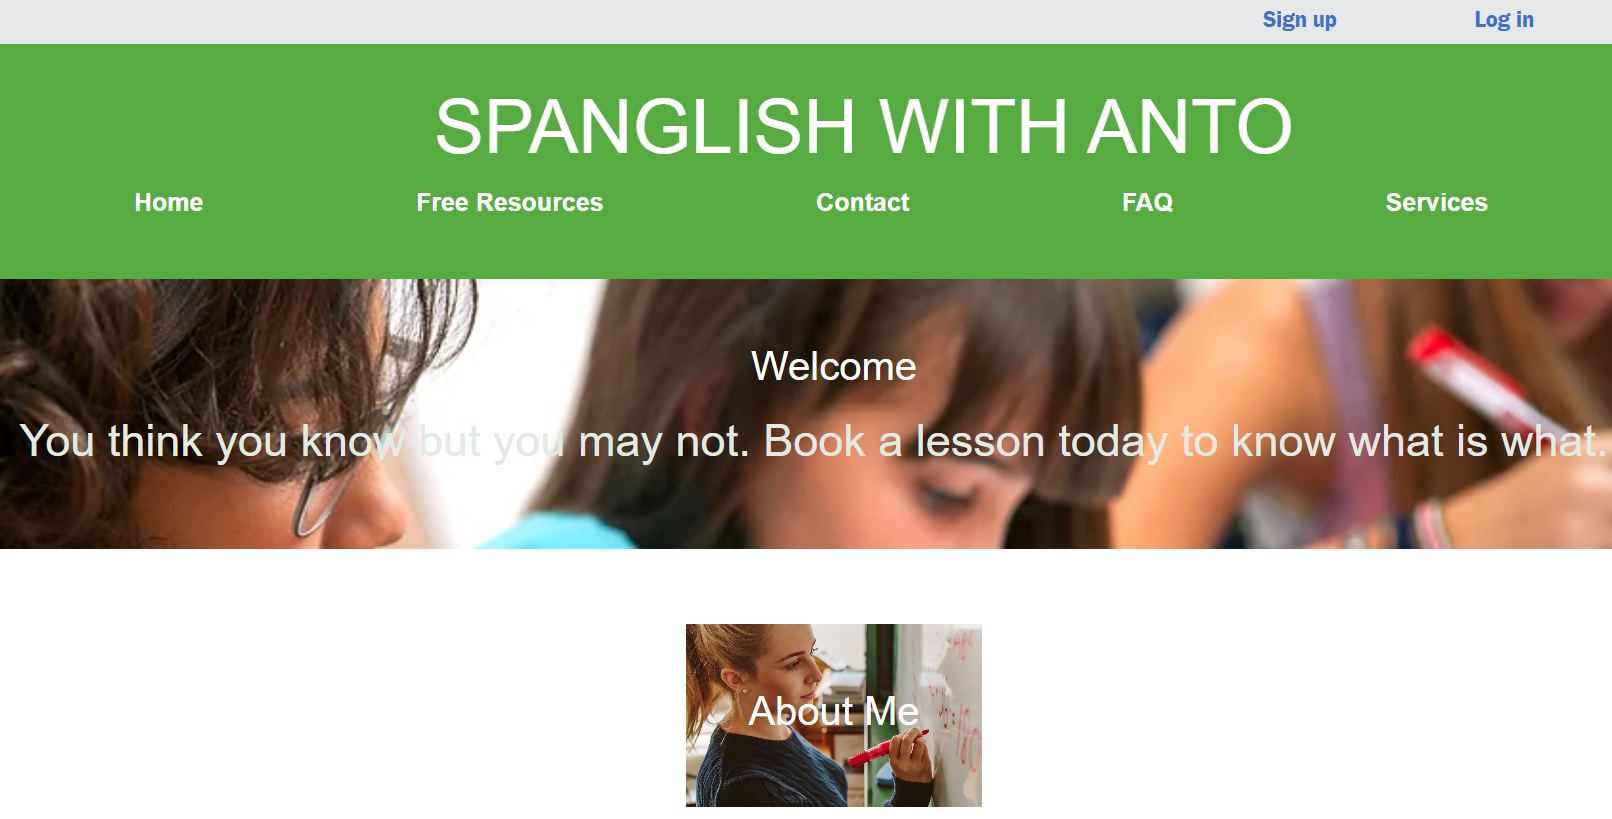 Sign up Log in
SPANGLISH WITH ANTO
Home Free Resources Contact FAQ Services
Welcome
You think you know but you may not. Book a lesson today to know what is what.
About Me